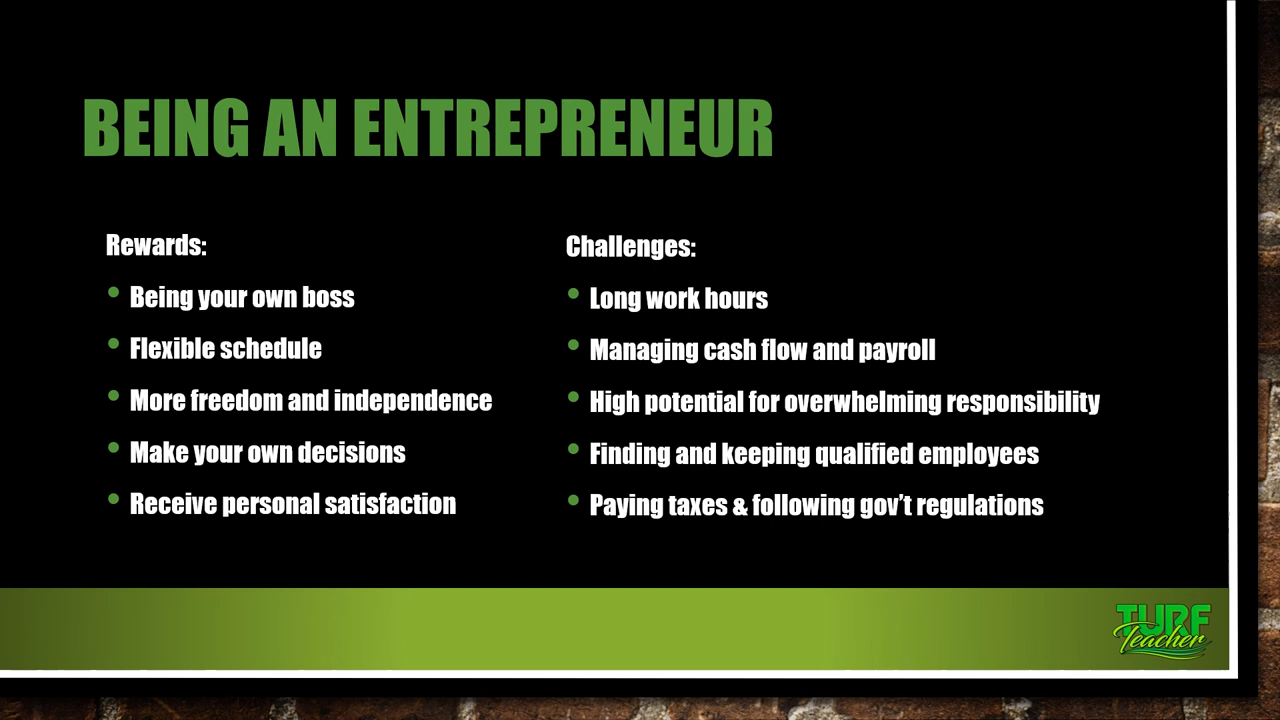 BEING AN ENTREPRENEUR
Rewards:
• Being your own boss
• Flexible schedule
• More freedom and independence
• Make your own decisions
• Receive personal satisfaction
Challenges:
• Long work hours
• Managing cash flow and payroll
• High potential for overwhelming responsibility
• Finding and keeping qualified employees
• Paying taxes & following gov’t regulations
TURF
Teacher